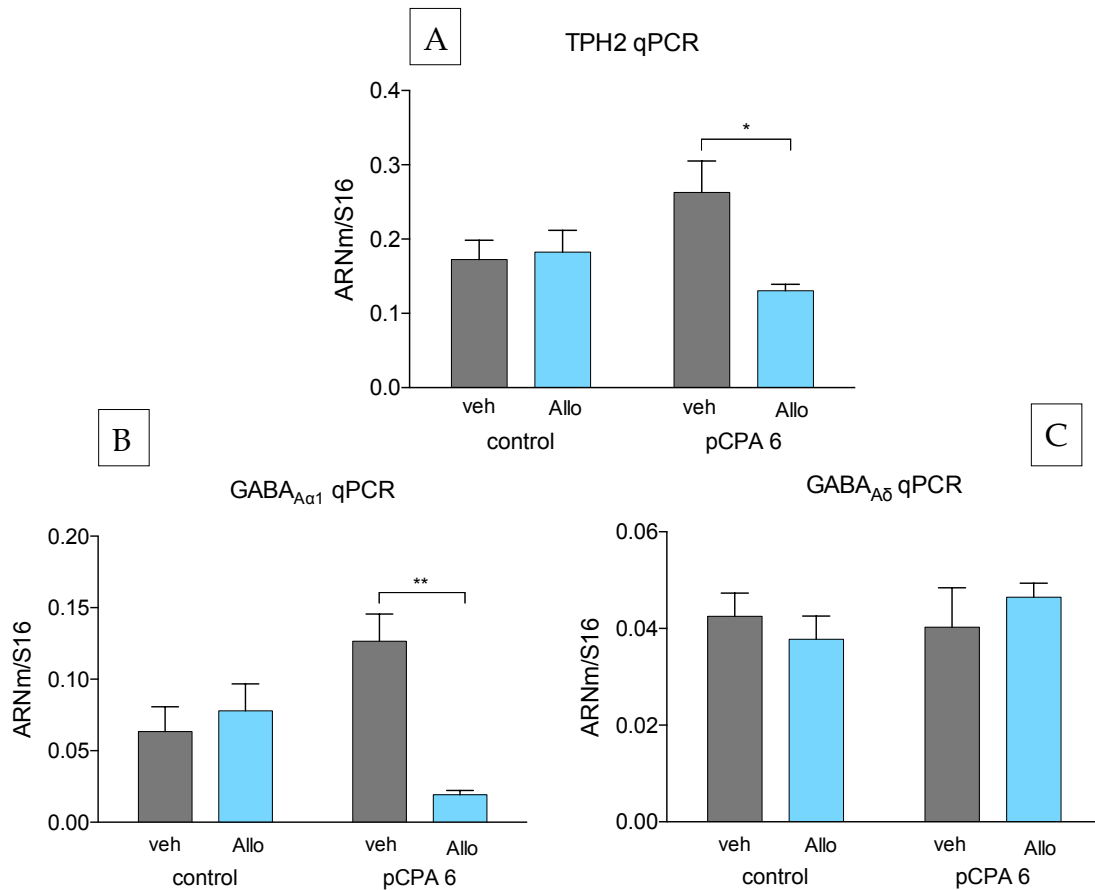 A
TPH2 qPCR
ARNm/S16
0.4
0.3
0.2
0.1
0.0
*
veh Allo veh Allo
control pCPA 6
B
GABAAα1 qPCR
ARNm/S16
0.20
0.15
0.10
0.05
0.00
**
veh Allo veh Allo
control pCPA 6
C
GABAAδ qPCR
ARNm/S16
0.06
0.04
0.02
0.00
veh Allo veh Allo
control pCPA 6